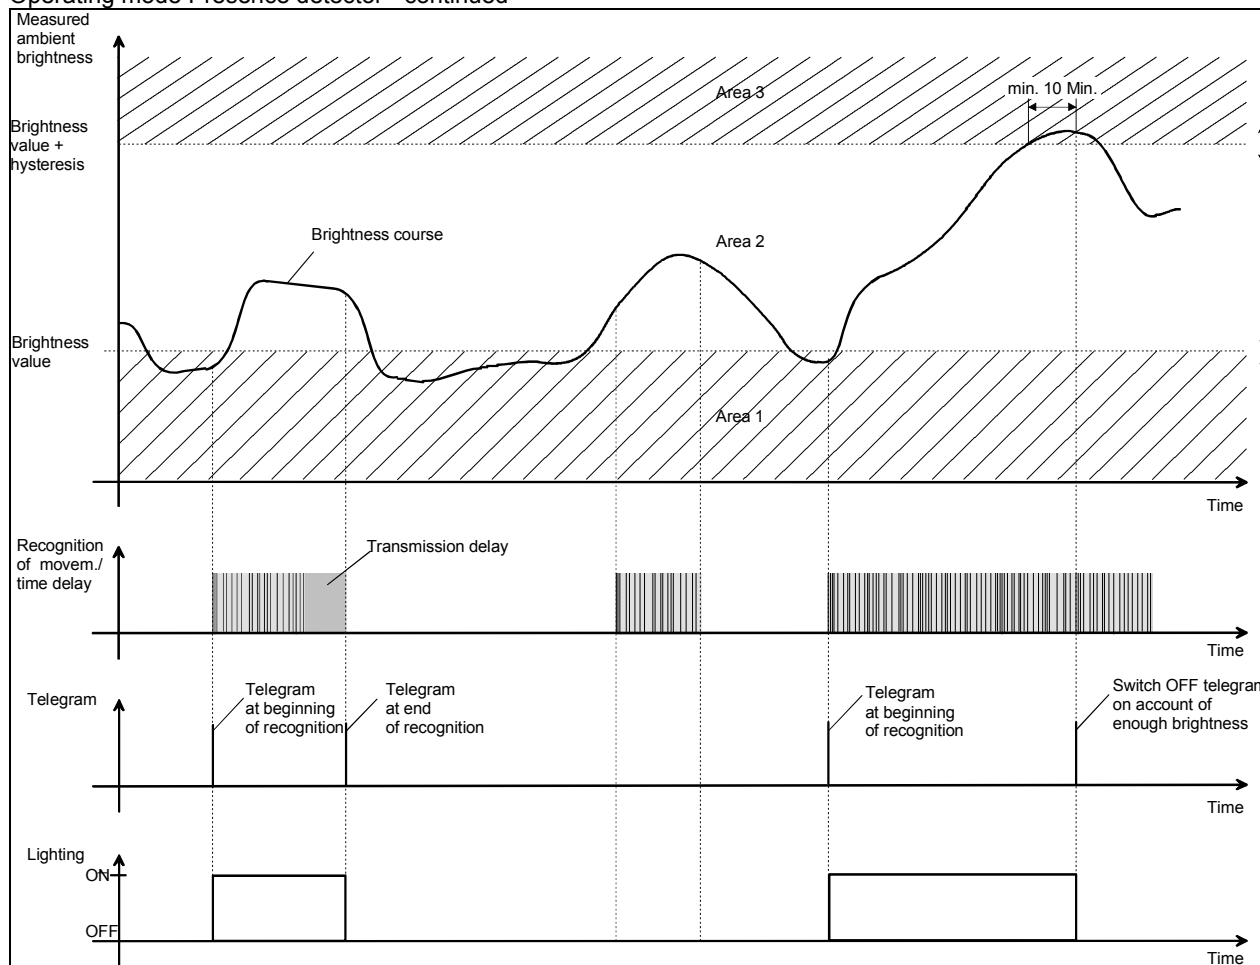 Operating mode Presence detector - continued
Measured
ambient
brightness
Area 3
min. 10 Min.
Brightness
value +
hysteresis
Brightness course
Area 2
Brightness
value
Area 1
Time
Recognition
of movem./
time delay
Transmission delay
Time
Telegram
Telegram
at beginning
of recognition
Telegram
at end
of recognition
Telegram
at beginning
of recognition
Switch OFF telegram
on account of
enough brightness
Time
Lighting
ON
OFF
Time